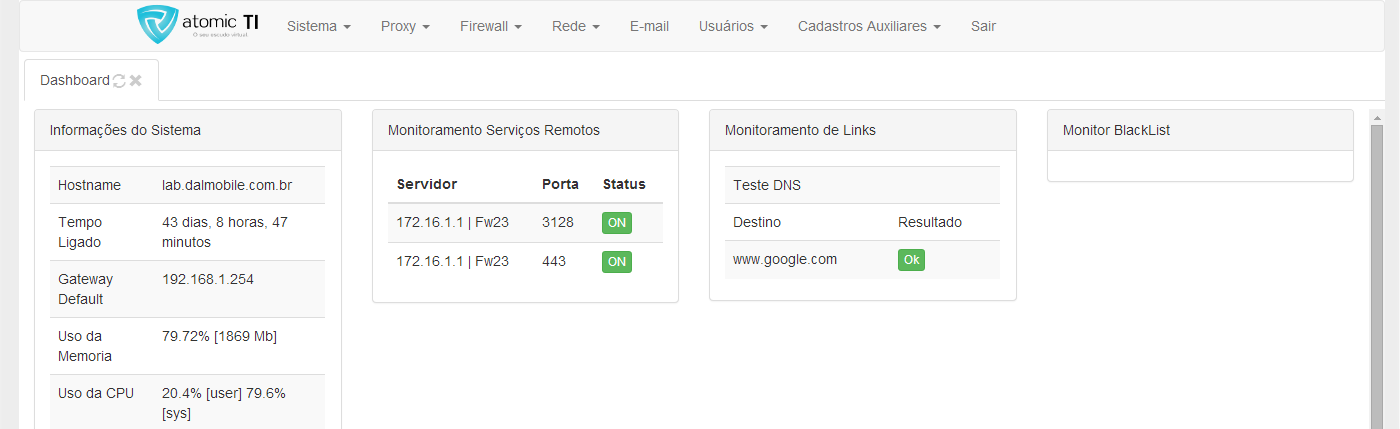 atomic TI
O seu escudo virtual
Sistema Proxy Firewall Rede E-mail Usuários Cadastros Auxiliares Sair
Dashboard
Informações do Sistema
Hostname lab.dalmobile.com.br
Tempo Ligado 43 dias, 8 horas, 47 minutos
Gateway Default 192.168.1.254
Uso da Memoria 79.72% [1869 Mb]
Uso da CPU 20.4% [user] 79.6% [sys]
Monitoramento Serviços Remotos
Servidor Porta Status
172.16.1.1 | Fw23 3128 ON
172.16.1.1 | Fw23 443 ON
Monitoramento de Links
Teste DNS
Destino Resultado
www.google.com Ok
Monitor BlackList